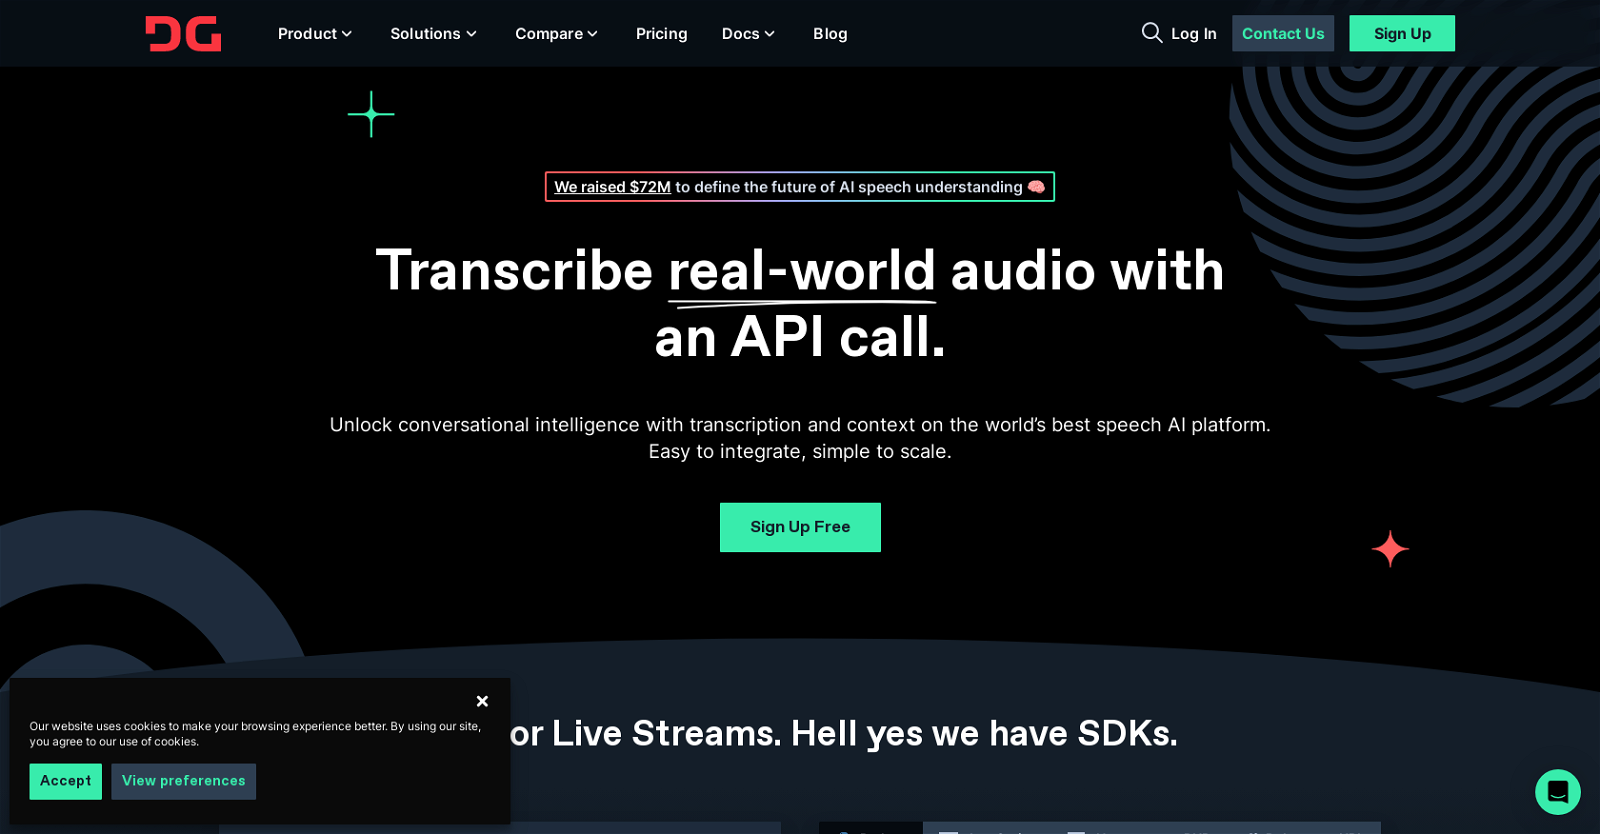 DG
Product
Solutions
Compare
Pricing
Docs
Blog
Log In
Contact Us
Sign Up
We raised $72M to define the future of AI speech understanding 🧠
Transcribe real-world audio with
an API call.
Unlock conversational intelligence with transcription and context on the world’s best speech AI platform.
Easy to integrate, simple to scale.
Sign Up Free
or Live Streams. Hell yes we have SDKs.
Our website uses cookies to make your browsing experience better. By using our site,
you agree to our use of cookies.
Accept
View preferences